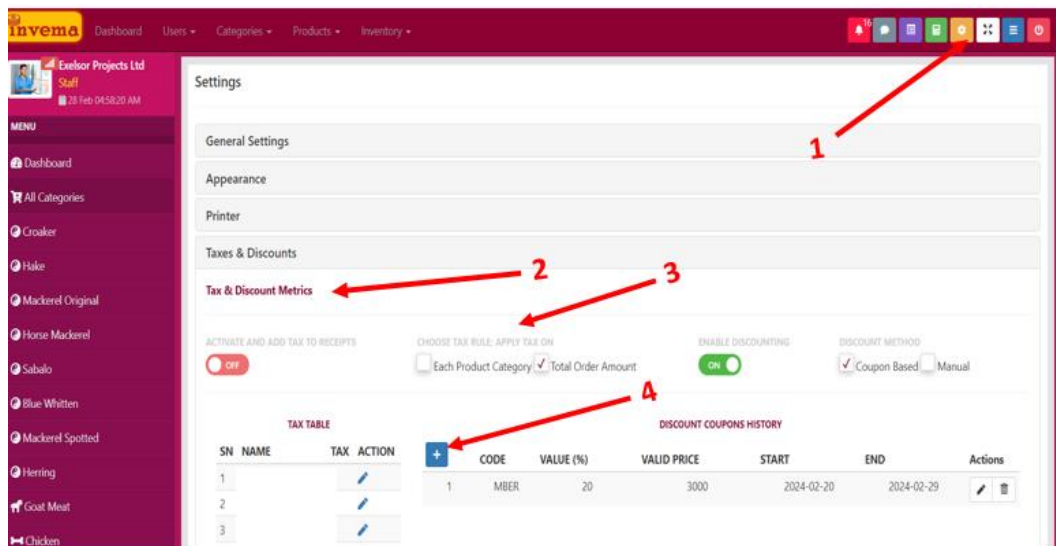 invema Dashboard Users Categories Products Inventory 16
Exelsor Projects Ltd
Staff
28 Feb 04:58:20 AM
MENU
Dashboard
All Categories
Croaker
Hake
Mackerel Original
Horse Mackerel
Sabalo
Blue Whitten
Mackerel Spotted
Herring
Goat Meat
Chicken
Settings
1
General Settings
Appearance
Printer
Taxes & Discounts
2
3
Tax & Discount Metrics
ACTIVATE AND ADD TAX TO RECEIPTS CHOOSE TAX RULE: APPLY TAX ON ENABLE DISCOUNTING DISCOUNT METHOD
OFF Each Product Category Total Order Amount ON Coupon Based Manual
4
TAX TABLE
SN NAME TAX ACTION
1
2
3
DISCOUNT COUPONS HISTORY
+ CODE VALUE (%) VALID PRICE START END Actions
1 MBER 20 3000 2024-02-20 2024-02-29